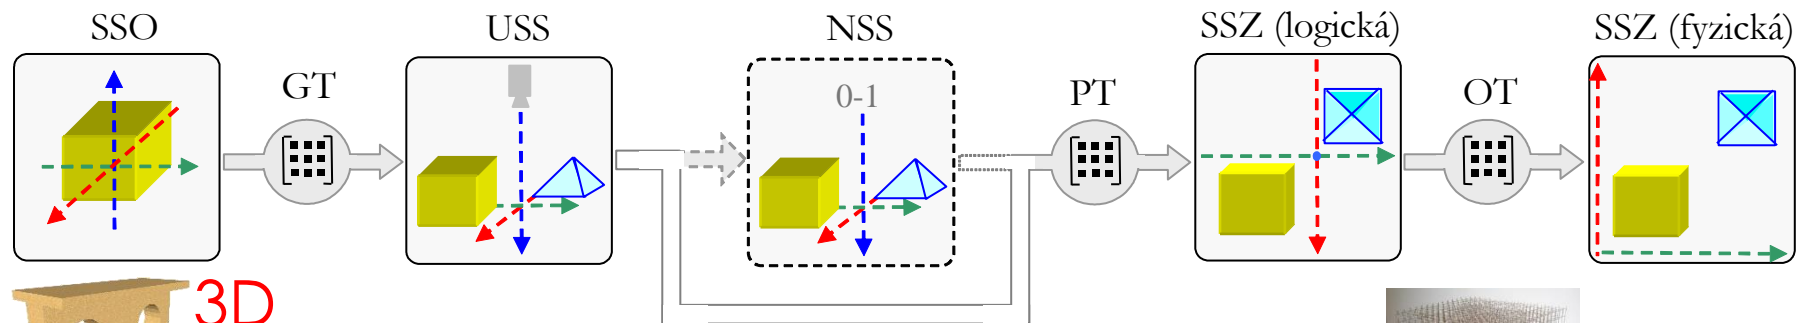 SSO
USS
NSS
SSZ (logická)
SSZ (fyzická)
GT
PT
OT
0-1
3D